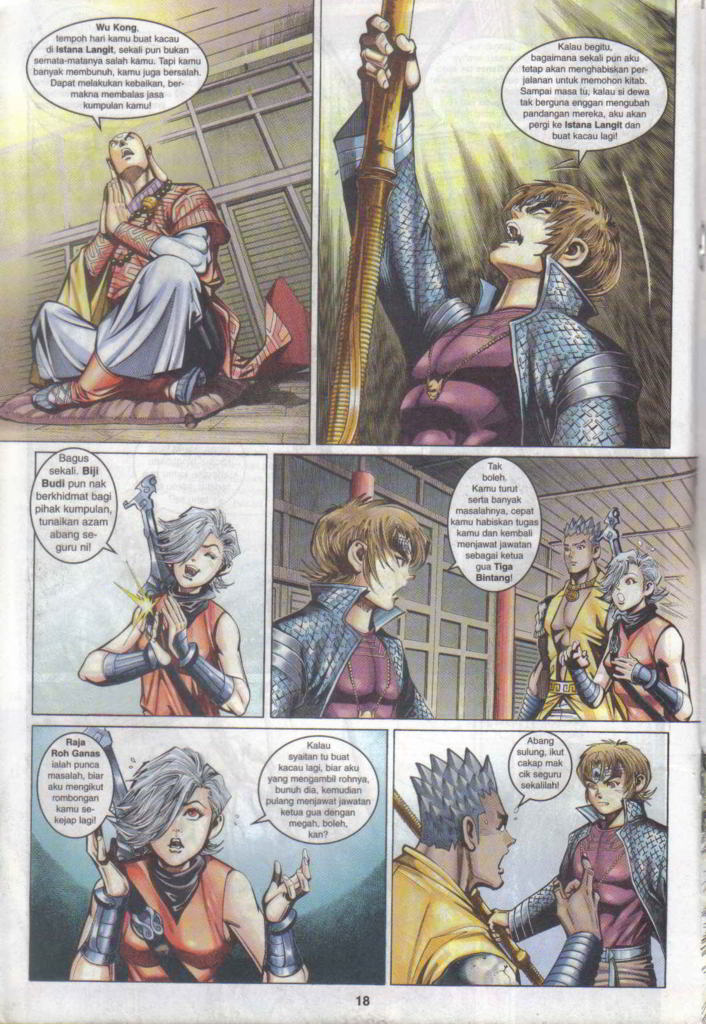 Wu Kong,
tempoh hari kamu buat kacau
di Istana Langit, sekali pun bukan
semata-matanya salah kamu. Tapi kamu
banyak membunuh, kamu juga bersalah.
Dapat melakukan kebaikan, ber-
makna membalas jasa
kumpulan kamu!
Kalau begitu,
bagaimana sekali pun aku
tetap akan menghabiskan per-
jalanan untuk memohon kitab.
Sampai masa tu, kalau si dewa
tak berguna enggan mengubah
pandangan mereka, aku akan
pergi ke Istana Langit dan
buat kacau lagi!
Bagus
sekali. Biji
Budi pun nak
berkhidmat bagi
pihak kumpulan,
tunaikan azam
abang se-
guru ni!
Tak
boleh.
Kamu turut
serta banyak
masalahnya, cepat
kamu habiskan tugas
kamu dan kembali
menjawat jawatan
sebagai ketua
gua Tiga
Bintang!
Raja
Roh Ganas
ialah punca
masalah, biar
aku mengikut
rombongan
kamu se-
kejap lagi!
Kalau
syaitan tu buat
kacau lagi, biar aku
yang mengambil rohnya,
bunuh dia, kemudian
pulang menjawat jawatan
ketua gua dengan
megah, boleh,
kan?
Abang
sulung, ikut
cakap mak
cik seguru
sekalilah!
18